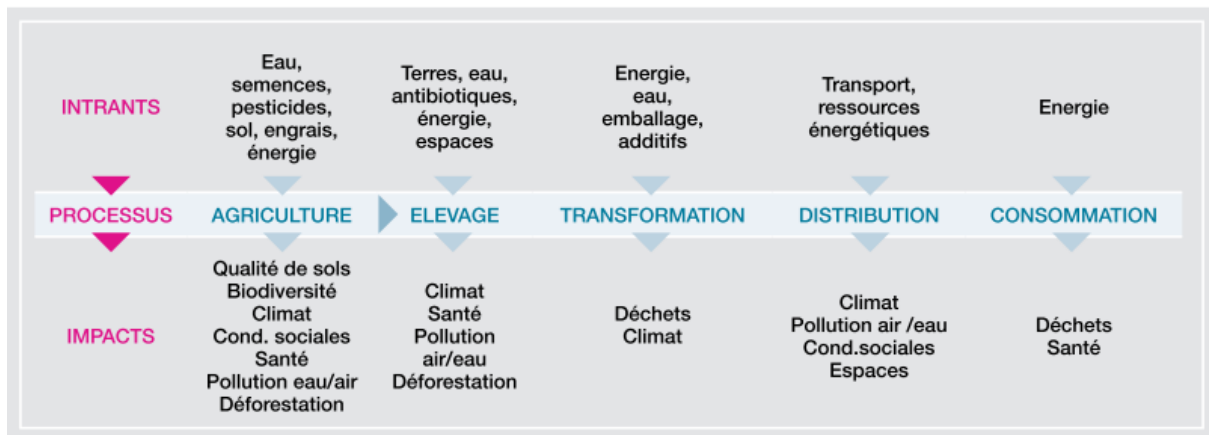 INTRANTS
Eau,
semences,
pesticides,
sol, engrais,
énergie
Terres, eau,
antibiotiques,
énergie,
espaces
Energie,
eau,
emballage,
additifs
Transport,
ressources
énergétiques
Energie
PROCESSUS
AGRICULTURE
ELEVAGE
TRANSFORMATION
DISTRIBUTION
CONSOMMATION
IMPACTS
Qualité de sols
Biodiversité
Climat
Cond. sociales
Santé
Pollution eau/air
Déforestation
Climat
Santé
Pollution
air/eau
Déforestation
Déchets
Climat
Climat
Pollution air /eau
Cond.sociales
Espaces
Déchets
Santé